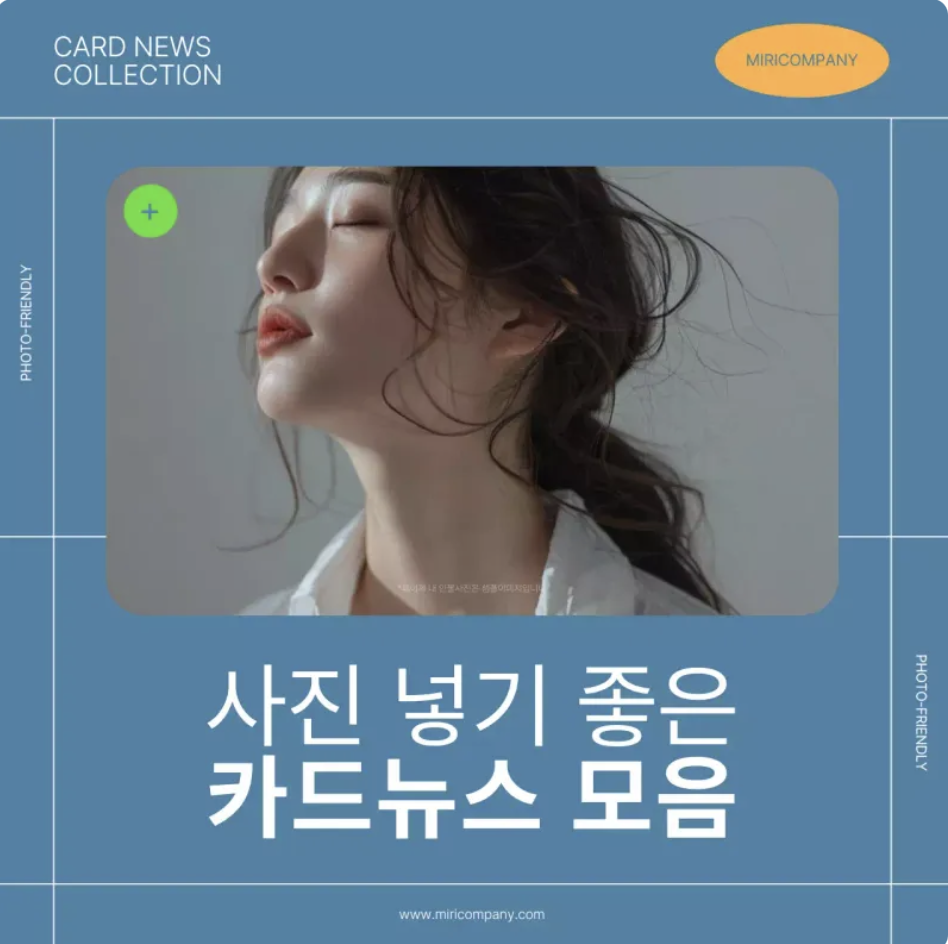 CARD NEWS
COLLECTION
MIRICOMPANY
PHOTO-FRIENDLY
사진 넣기 좋은
카드뉴스 모음
PHOTO-FRIENDLY
www.miricompany.com